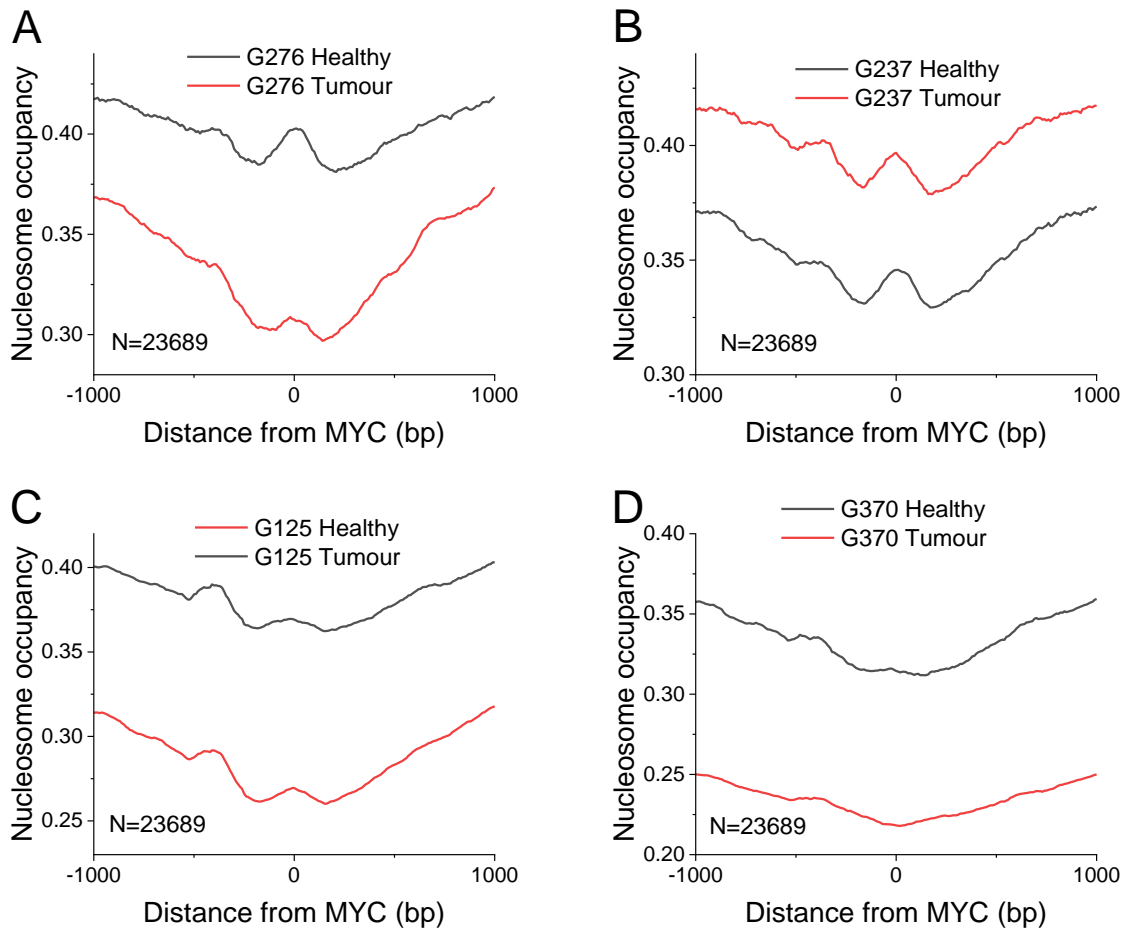 A
G276 Healthy
G276 Tumour
Nucleosome occupancy
0.40
0.35
0.30
N=23689
-1000
0
1000
Distance from MYC (bp)
B
G237 Healthy
G237 Tumour
Nucleosome occupancy
0.40
0.35
0.30
N=23689
-1000
0
1000
Distance from MYC (bp)
C
G125 Healthy
G125 Tumour
Nucleosome occupancy
0.40
0.35
0.30
0.25
N=23689
-1000
0
1000
Distance from MYC (bp)
D
G370 Healthy
G370 Tumour
Nucleosome occupancy
0.40
0.35
0.30
0.25
0.20
N=23689
-1000
0
1000
Distance from MYC (bp)